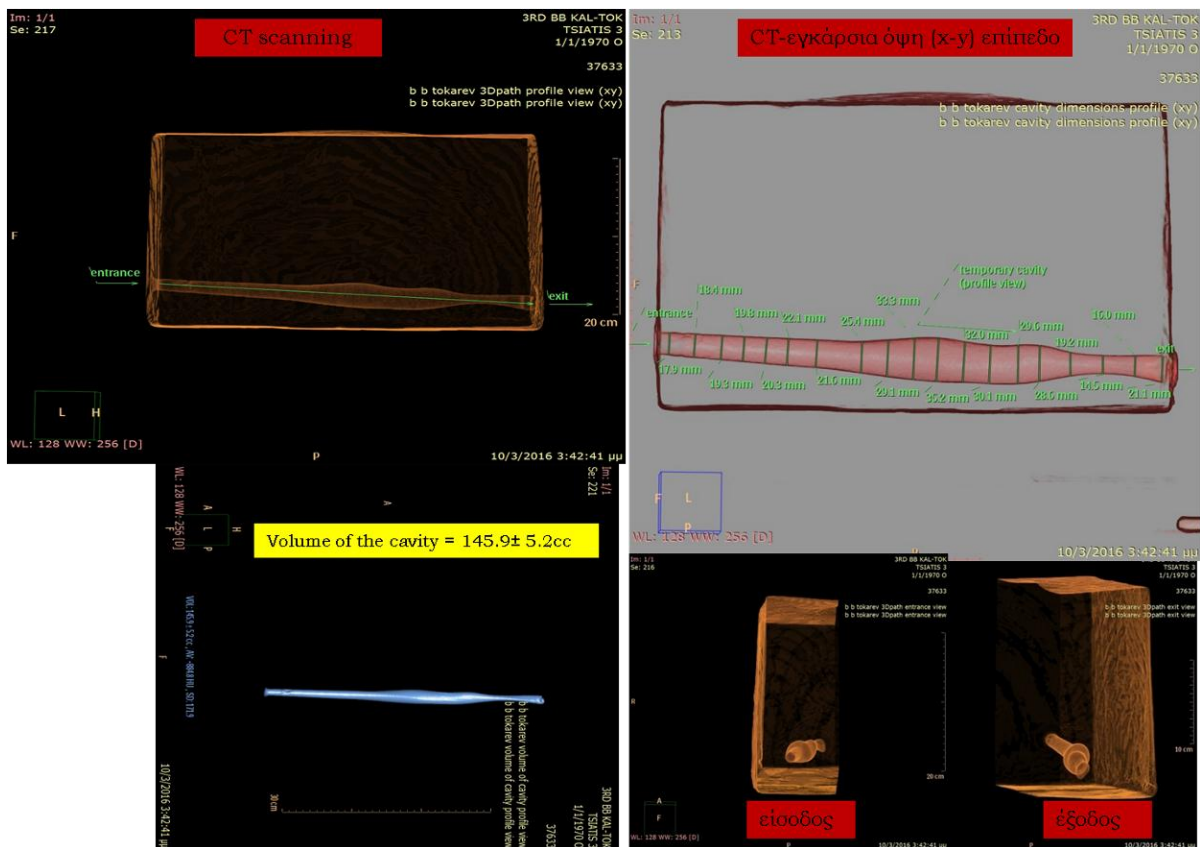 Im: 1/1
Se: 217
CT scanning
3RD BB KAL-TOK
TSIATIS 3
1/1/1970 O
37633
b b tokarev 3Dpath profile view (xy)
b b tokarev 3Dpath profile view (xy)
F
entrance
exit
20 cm
L H
WL: 128 WW: 256 [D]
P
10/3/2016 3:42:41 μμ
Im: 1/1
Se: 213
CT-εγκάρσια όψη (x-y) επίπεδο
3RD BB KAL-TOK
TSIATIS 3
1/1/1970 O
37633
b b tokarev cavity dimensions profile (xy)
b b tokarev cavity dimensions profile (xy)
F
temporary cavity
(profile view)
18.4 mm
33.3 mm
entrance
19.8 mm
22.1 mm
25.4 mm
32.0 mm
29.6 mm
19.2 mm
16.0 mm
exit
17.9 mm
19.3 mm
20.3 mm
21.6 mm
29.1 mm
35.2 mm
30.1 mm
28.6 mm
14.5 mm
21.1 mm
F L
P
WL: 128 WW: 256 [D]
10/3/2016 3:42:41 μμ
Im: 1/1
Se: 221
WL: 128 WW: 256 [D]
A
A
F L H
P
Volume of the cavity = 145.9± 5.2cc
F
30 cm
b b tokarev volume of cavity profile view
b b tokarev volume of cavity profile view
37633
1/1/1970 O
TSIATIS 3
3RD BB KAL-TOK
10/3/2016 3:42:41 μμ
Im: 1/1
Se: 216
3RD BB KAL-TOK
TSIATIS 3
1/1/1970 O
37633
b b tokarev 3Dpath entrance view
b b tokarev 3Dpath entrance view
R
20 cm
A
F
είσοδος
WL: 128 WW: 256 [D]
P
10/3/2016 3:42:41 μμ
3RD BB KAL-TOK
TSIATIS 3
1/1/1970 O
37633
b b tokarev 3Dpath exit view
b b tokarev 3Dpath exit view
10 cm
έξοδος
P
10/3/2016 3:42:41 μμ